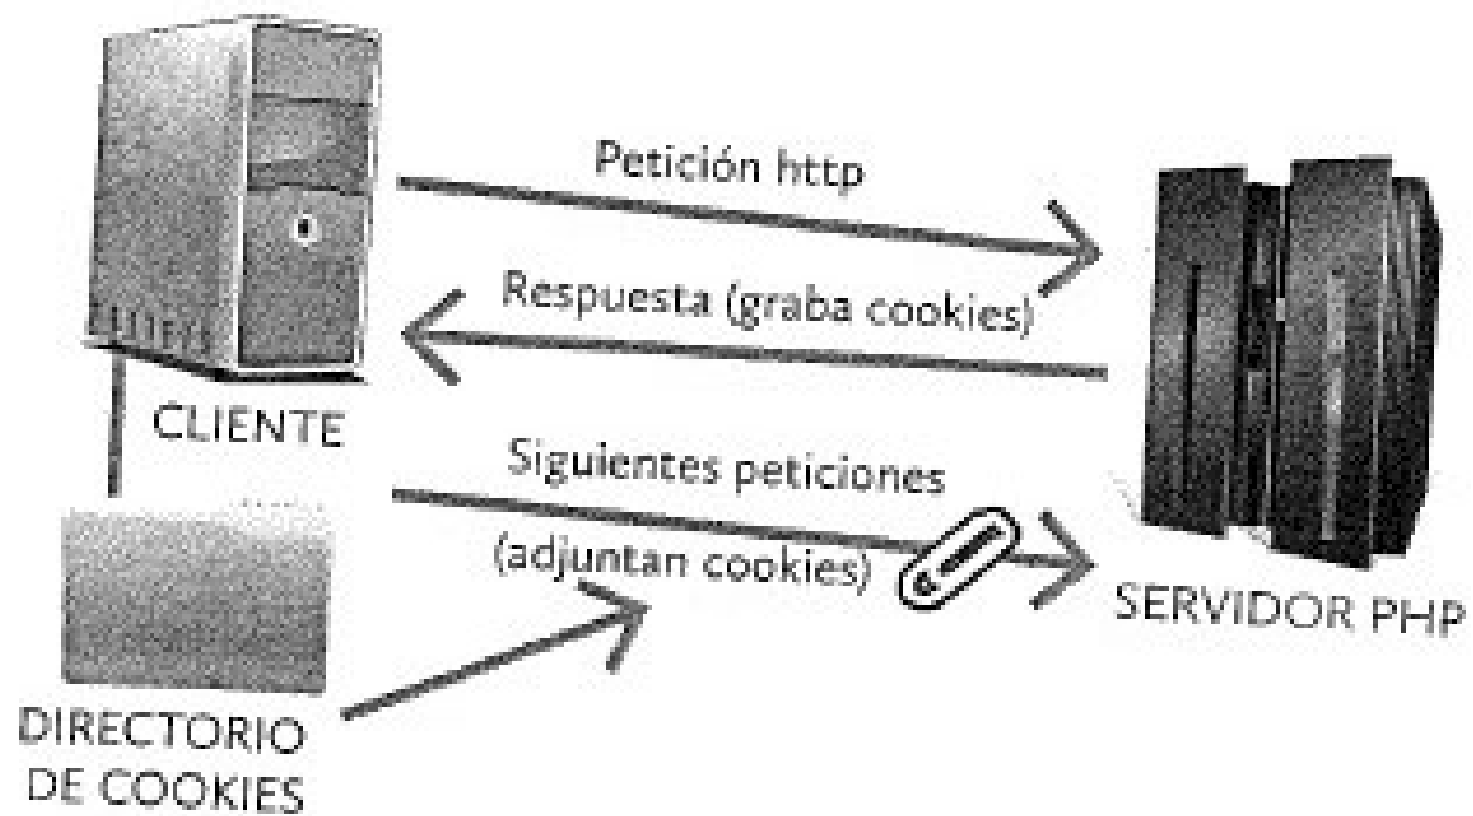 Petición http
Respuesta (graba cookies)
CLIENTE
Siguientes peticiones
(adjuntan cookies)
SERVIDOR PHP
DIRECTORIO
DE COOKIES